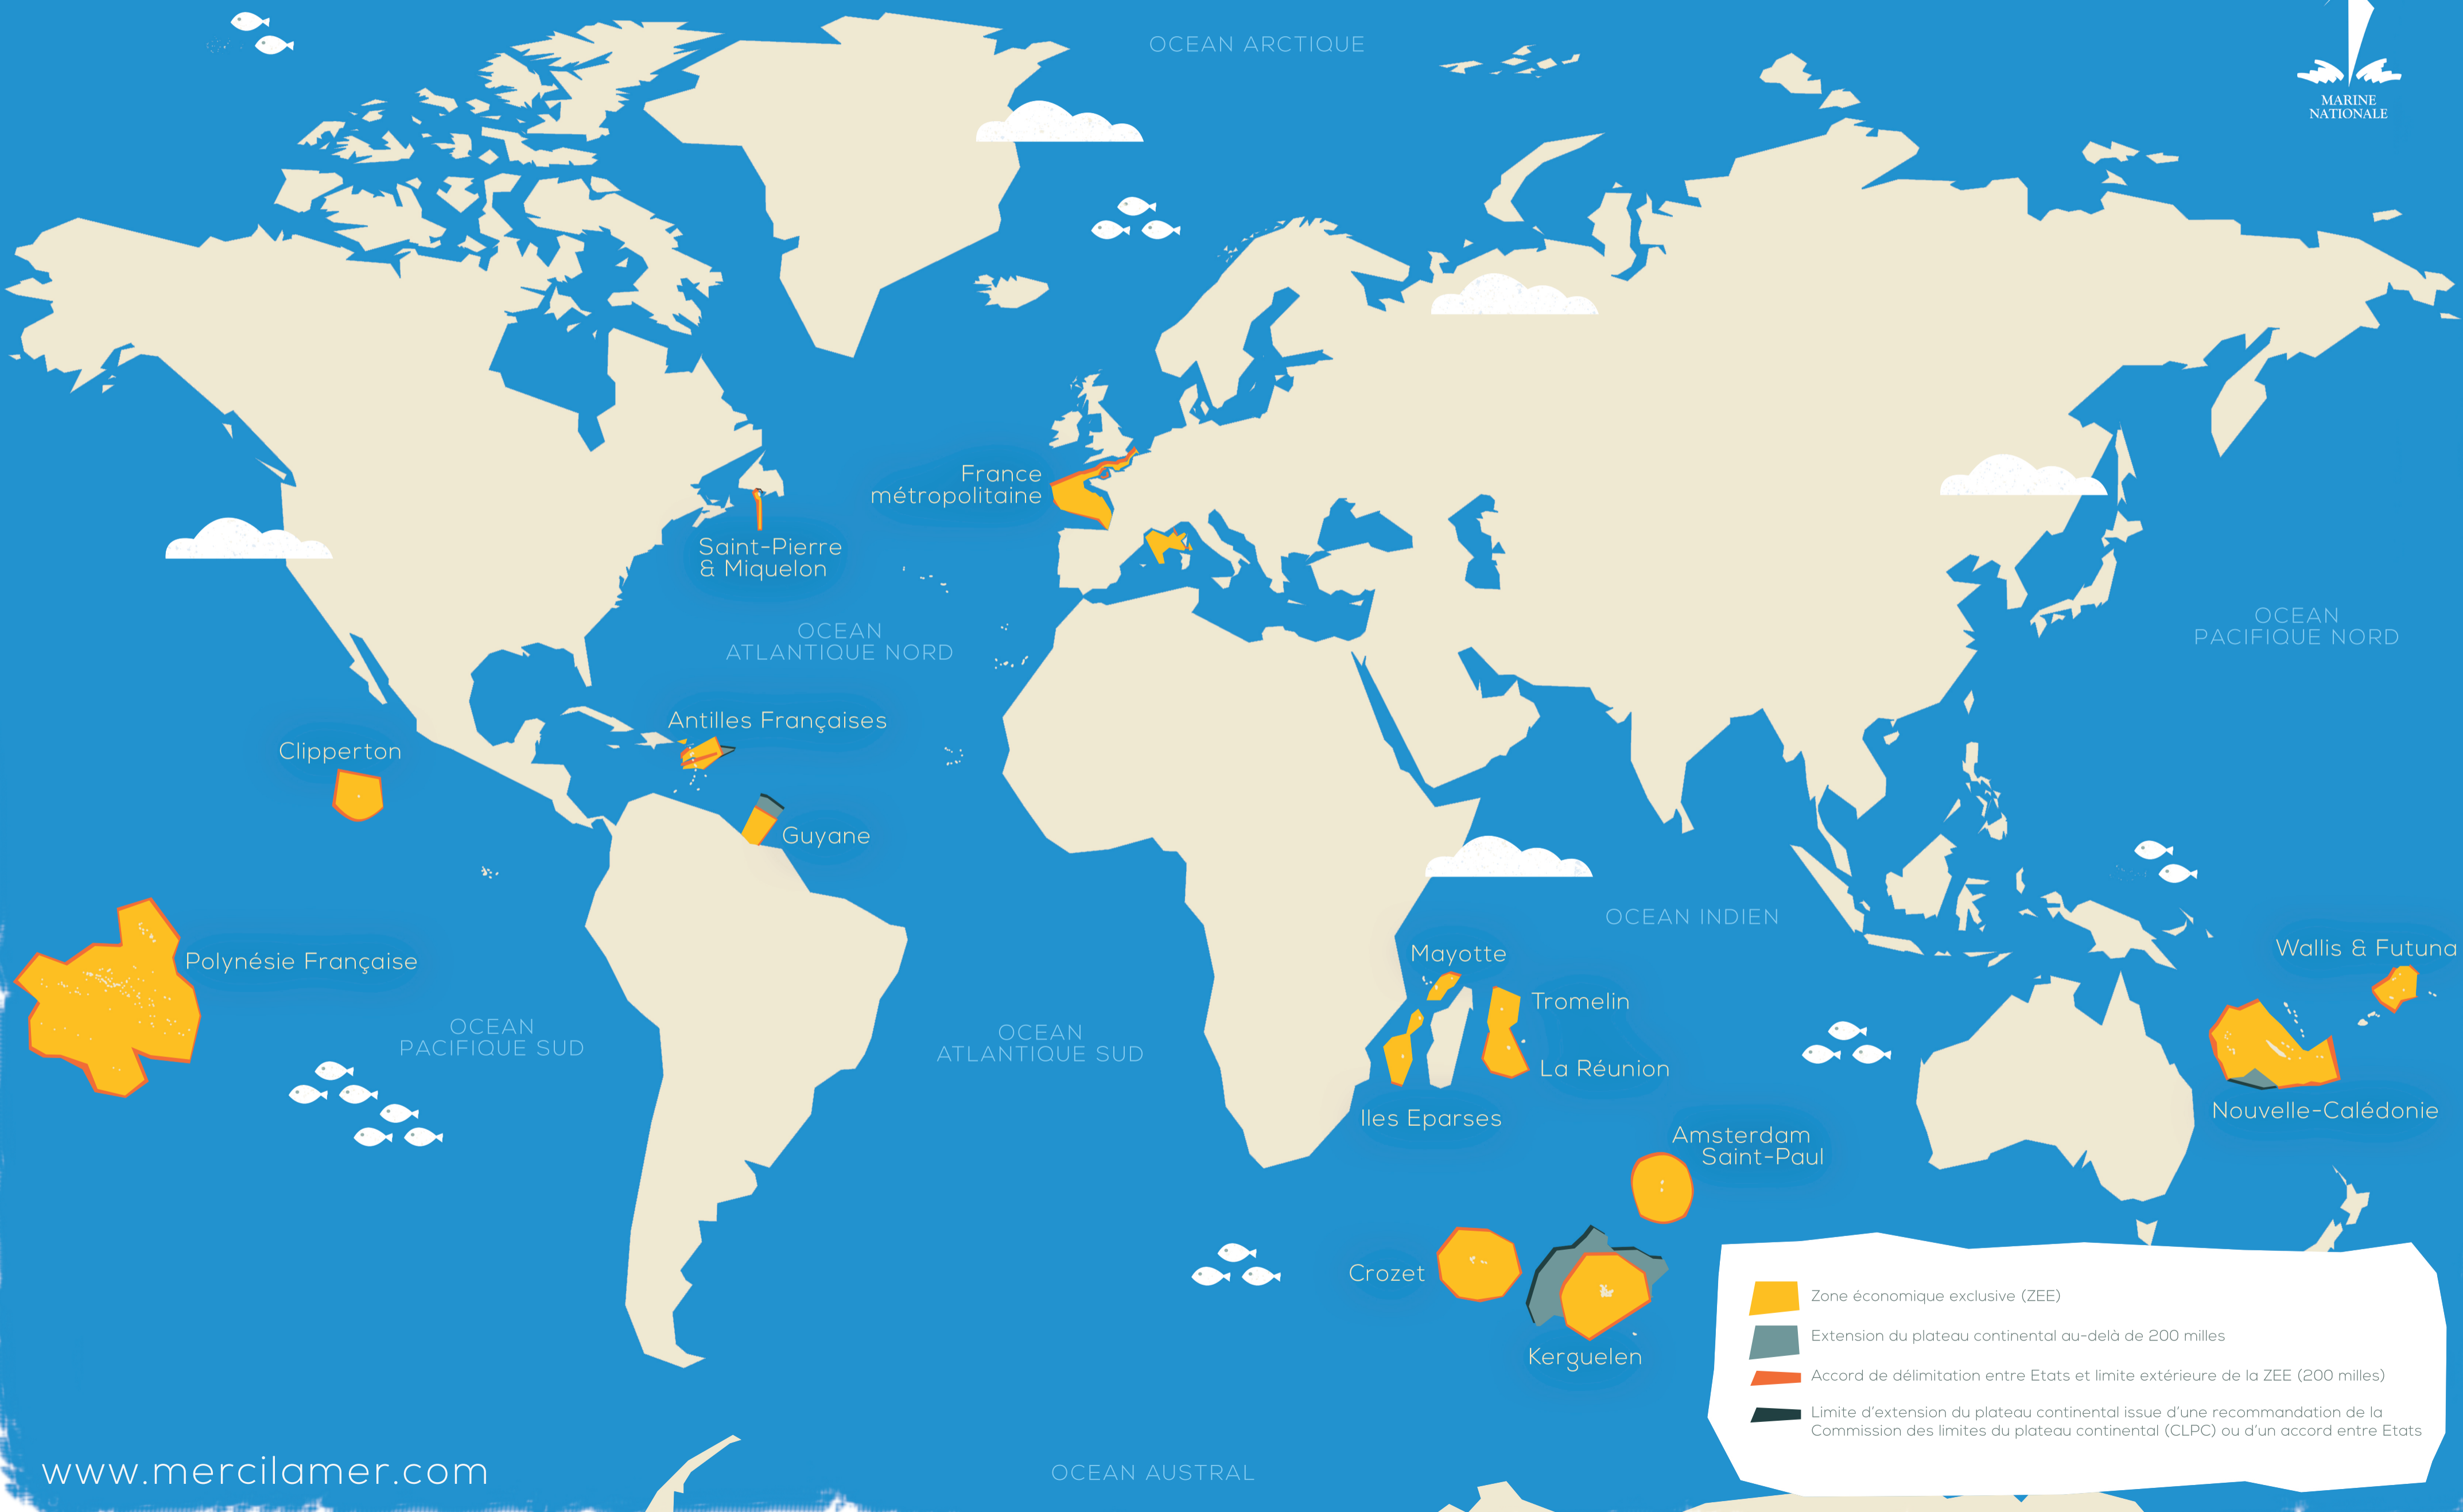 OCEAN ARCTIQUE
MARINE
NATIONALE
France
métropolitaine
Saint-Pierre
& Miquelon
OCEAN
ATLANTIQUE NORD
OCEAN
PACIFIQUE NORD
Antilles Françaises
Clipperton
Guyane
OCEAN INDIEN
Polynésie Française
Mayotte
Wallis & Futuna
Tromelin
OCEAN
PACIFIQUE SUD
OCEAN
ATLANTIQUE SUD
La Réunion
Iles Eparses
Nouvelle-Calédonie
Amsterdam
Saint-Paul
Crozet
Kerguelen
Zone économique exclusive (ZEE)
Extension du plateau continental au-delà de 200 milles
Accord de délimitation entre Etats et limite extérieure de la ZEE (200 milles)
Limite d'extension du plateau continental issue d'une recommandation de la
Commission des limites du plateau continental (CLPC) ou d'un accord entre Etats
www.mercilamer.com
OCEAN AUSTRAL